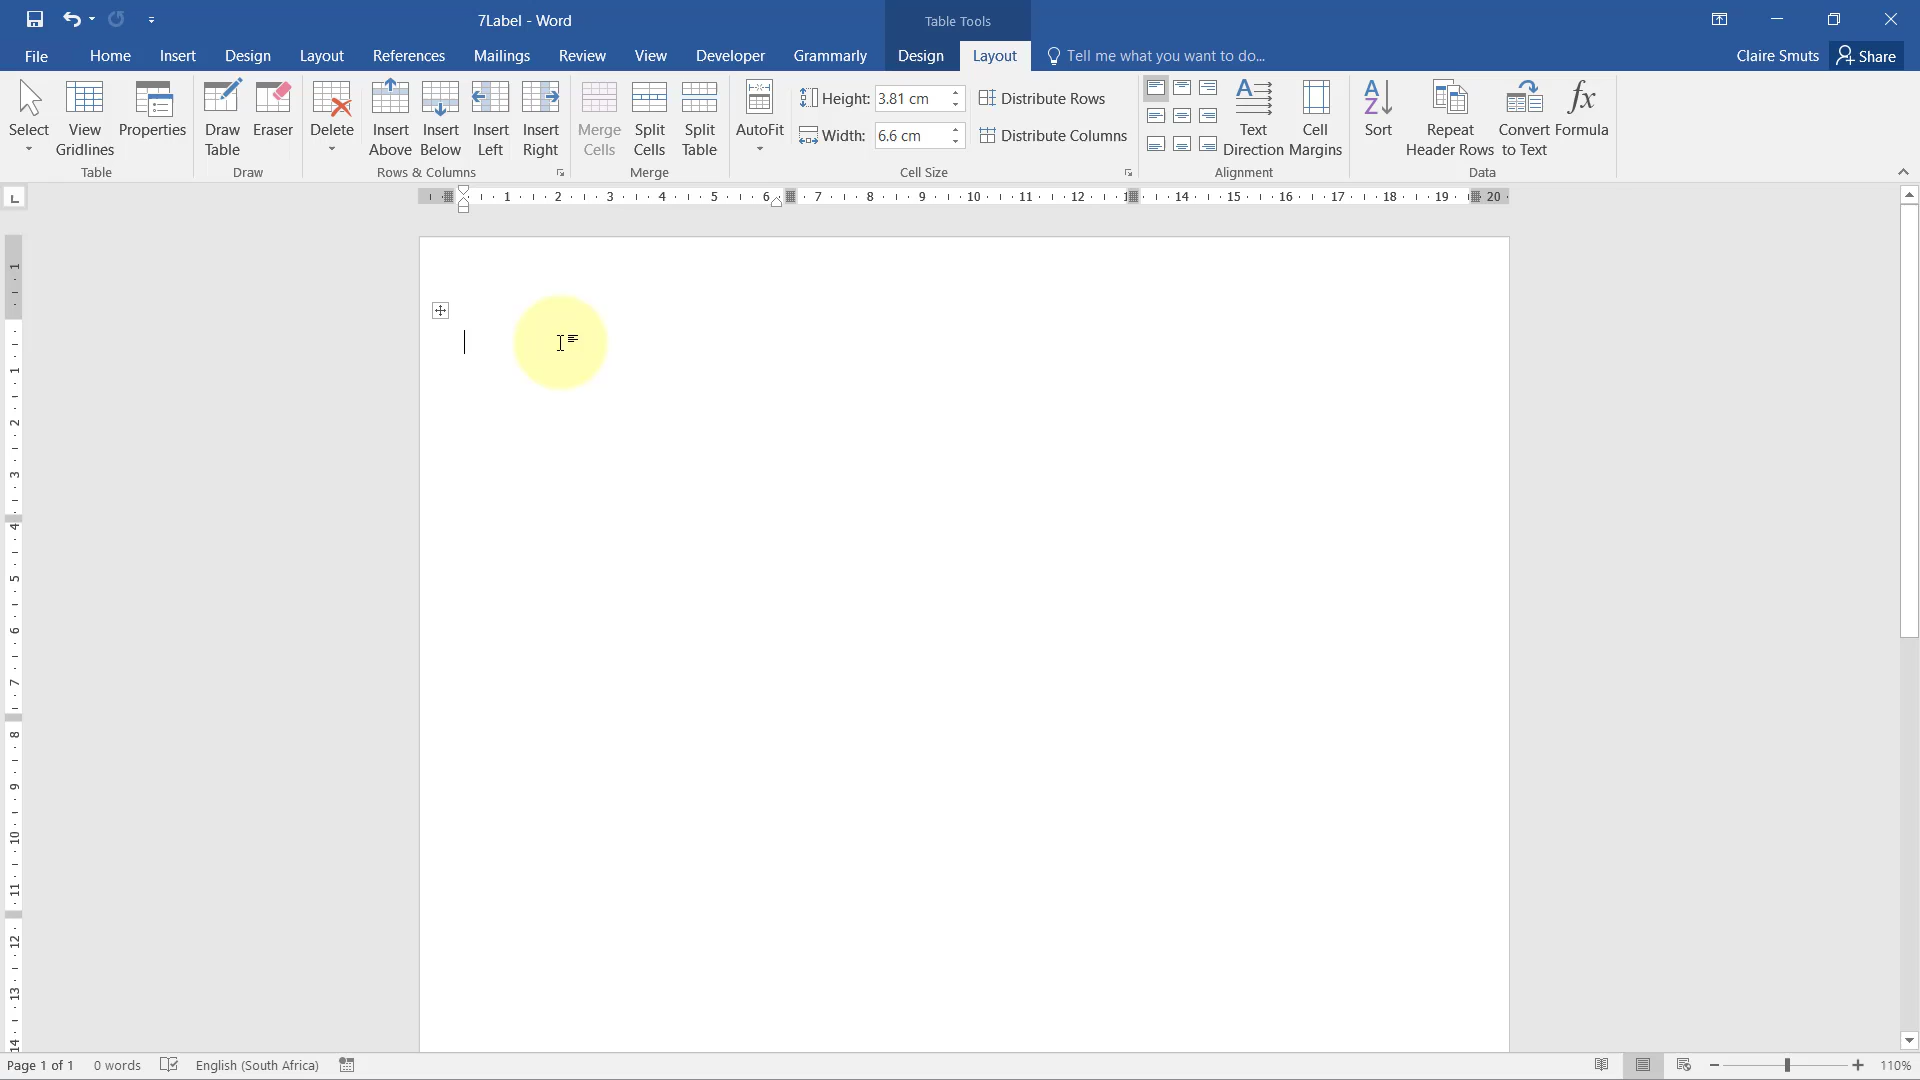 7Label - Word
Table Tools
File Home Insert Design Layout References Mailings Review View Developer Grammarly Design Layout Tell me what you want to do... Claire Smuts Share
Select View Gridlines Properties Draw Table Eraser Delete Insert Above Insert Below Insert Left Insert Right Merge Cells Split Cells Split Table AutoFit
Height: 3.81 cm Distribute Rows
Width: 6.6 cm Distribute Columns
Text Direction Cell Margins Sort Repeat Header Rows Convert to Text fx Formula
Table Draw Rows & Columns Merge Cell Size Alignment Data
1 2 3 4 5 6 7 8 9 10 11 12 1 14 15 16 17 18 19 20
1
1
2
3
4
5
6
7
8
9
10
11
12
13
14
Page 1 of 1 0 words English (South Africa) 110%